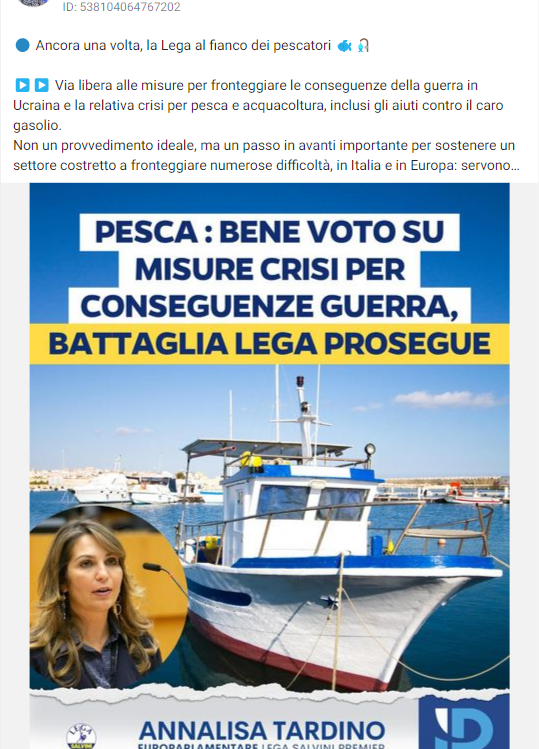 ID: 538104064767202
Ancora una volta, la Lega al fianco dei pescatori
Via libera alle misure per fronteggiare le conseguenze della guerra in
Ucraina e la relativa crisi per pesca e acquacoltura, inclusi gli aiuti contro il caro
gasolio.
Non un provvedimento ideale, ma un passo in avanti importante per sostenere un
settore costretto a fronteggiare numerose difficoltà, in Italia e in Europa: servono...
PESCA : BENE VOTO SU
MISURE CRISI PER
CONSEGUENZE GUERRA,
BATTAGLIA LEGA PROSEGUE
ANNALISA TARDINO
EUROPARLAMENTARE LEGA SALVINI PREMIER
LEGA
SALVINI
ID